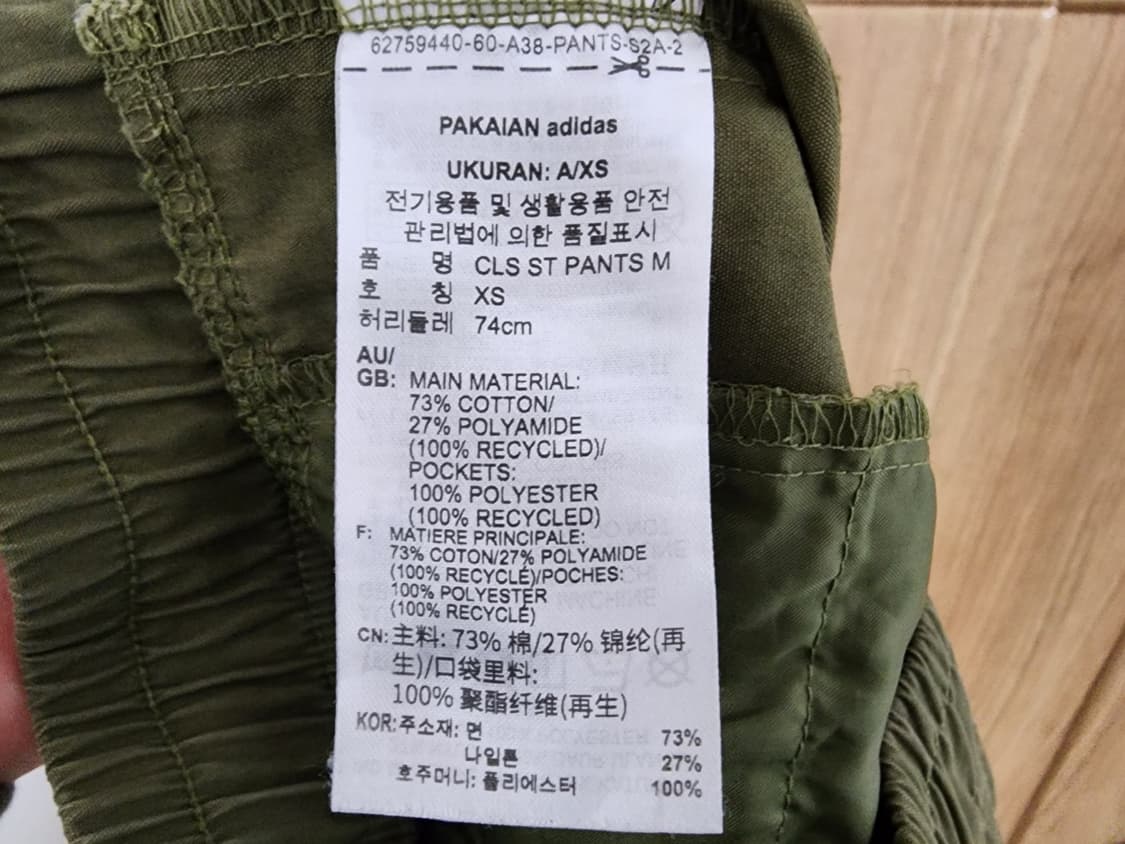 62759440-60-A38-PANTS-S2A-2
PAKAIAN adidas
UKURAN: A/XS
전기용품 및 생활용품 안전
관리법에 의한 품질표시
품 명 CLS ST PANTS M
호 칭 XS
허리둘레 74cm
AU/
GB: MAIN MATERIAL:
73% COTTON/
27% POLYAMIDE
(100% RECYCLED)/
POCKETS:
100% POLYESTER
(100% RECYCLED)
F: MATIERE PRINCIPALE:
73% COTON/27% POLYAMIDE
(100% RECYCLÉ)/POCHES:
100% POLYESTER
(100% RECYCLÉ)
CN: 主料: 73% 棉/27% 锦纶(再
生)/口袋里料:
100% 聚酯纤维(再生)
KOR: 주소재: 면 73%
나일론 27%
호주머니: 폴리에스터 100%